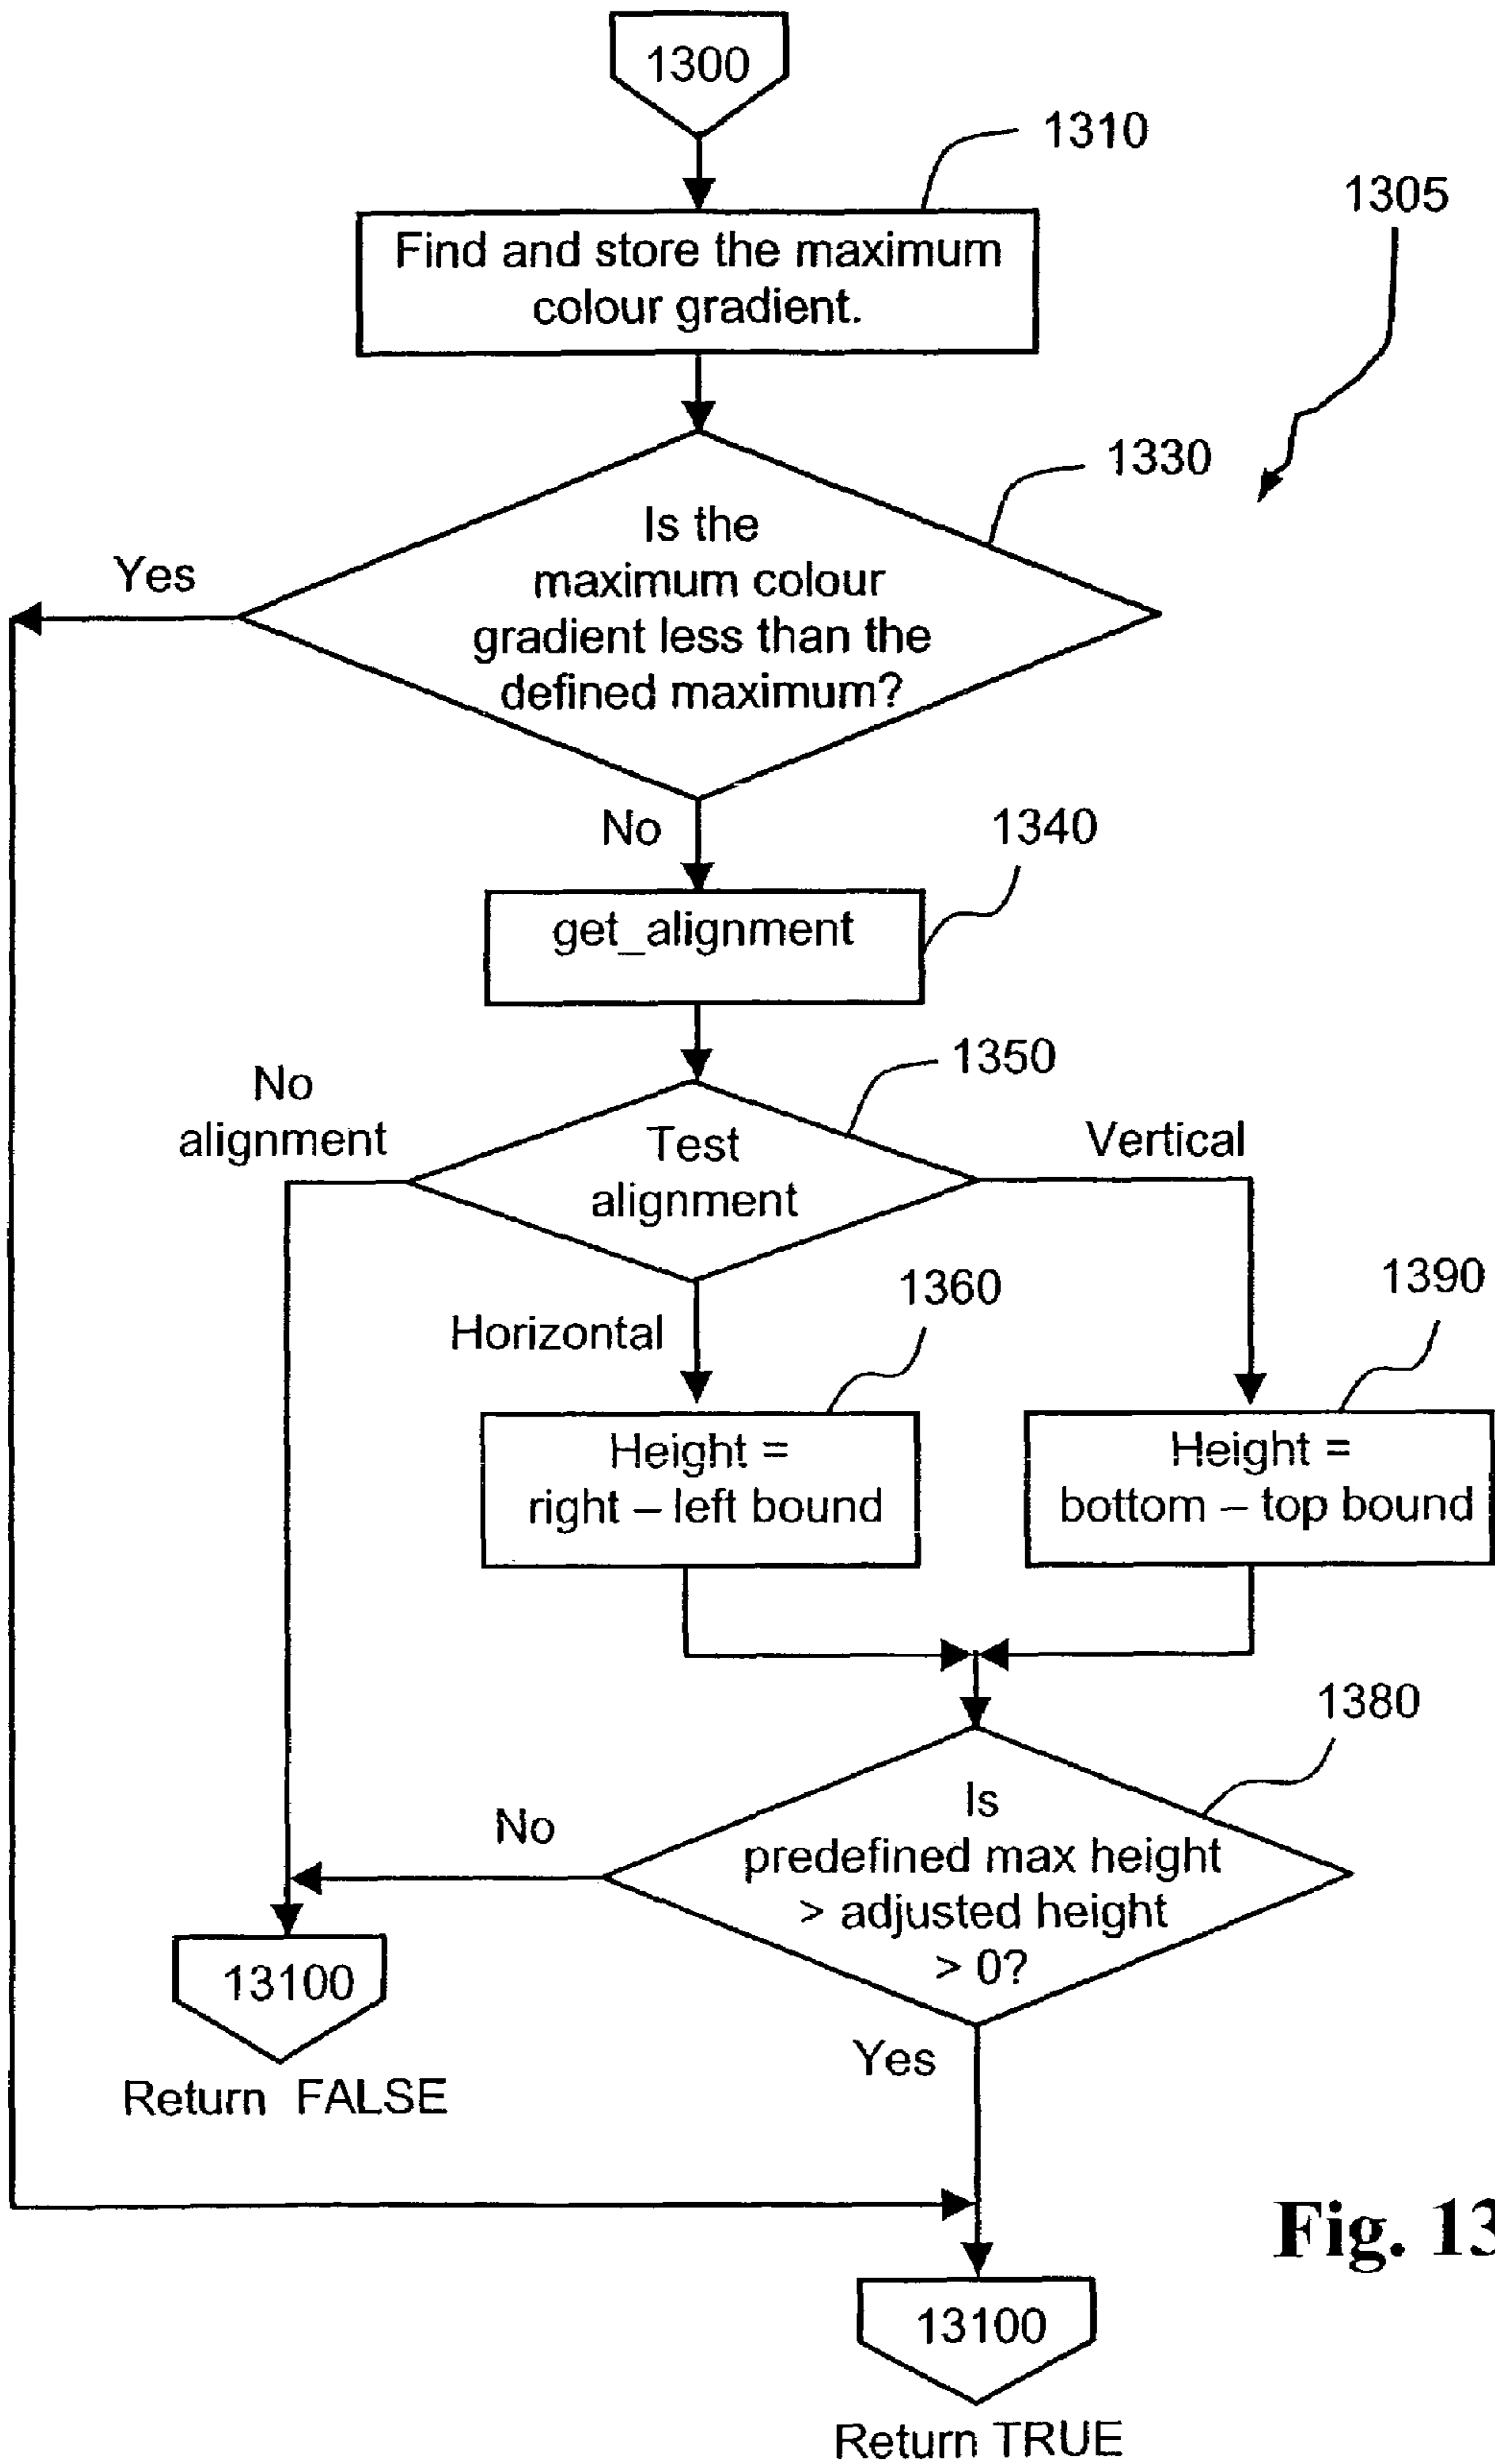 1300
1310
1305
Find and store the maximum
colour gradient.
1330
Is the
maximum colour
gradient less than the
defined maximum?
Yes
No
1340
get_alignment
1350
No
alignment
Test
alignment
Vertical
1360
1390
Horizontal
Height =
right – left bound
Height =
bottom – top bound
1380
Is
predefined max height
> adjusted height
> 0?
No
13100
Return FALSE
Yes
Fig. 13
13100
Return TRUE